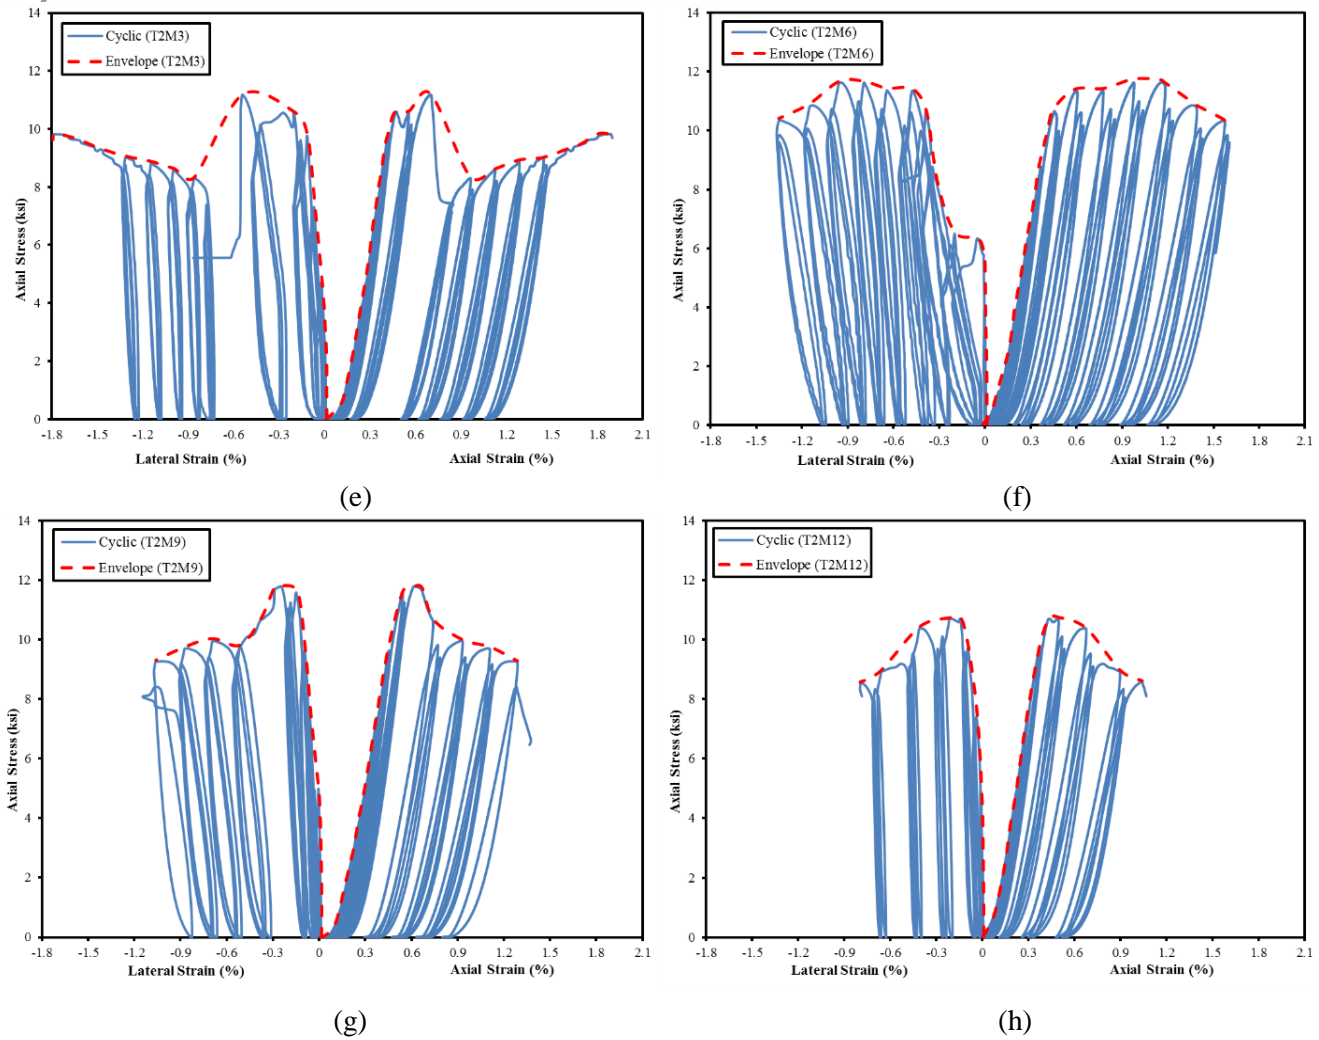 14
12
10
8
6
4
2
0
Axial Stress (ksi)
Cyclic (T2M3)
Envelope (T2M3)
-1.8 -1.5 -1.2 -0.9 -0.6 -0.3 0 0.3 0.6 0.9 1.2 1.5 1.8 2.1
Lateral Strain (%) Axial Strain (%)
(e)
14
12
10
8
6
4
2
0
Axial Stress (ksi)
Cyclic (T2M6)
Envelope (T2M6)
-1.8 -1.5 -1.2 -0.9 -0.6 -0.3 0 0.3 0.6 0.9 1.2 1.5 1.8 2.1
Lateral Strain (%) Axial Strain (%)
(f)
14
12
10
8
6
4
2
0
Axial Stress (ksi)
Cyclic (T2M9)
Envelope (T2M9)
-1.8 -1.5 -1.2 -0.9 -0.6 -0.3 0 0.3 0.6 0.9 1.2 1.5 1.8 2.1
Lateral Strain (%) Axial Strain (%)
(g)
14
12
10
8
6
4
2
0
Axial Stress (ksi)
Cyclic (T2M12)
Envelope (T2M12)
-1.8 -1.5 -1.2 -0.9 -0.6 -0.3 0 0.3 0.6 0.9 1.2 1.5 1.8 2.1
Lateral Strain (%) Axial Strain (%)
(h)